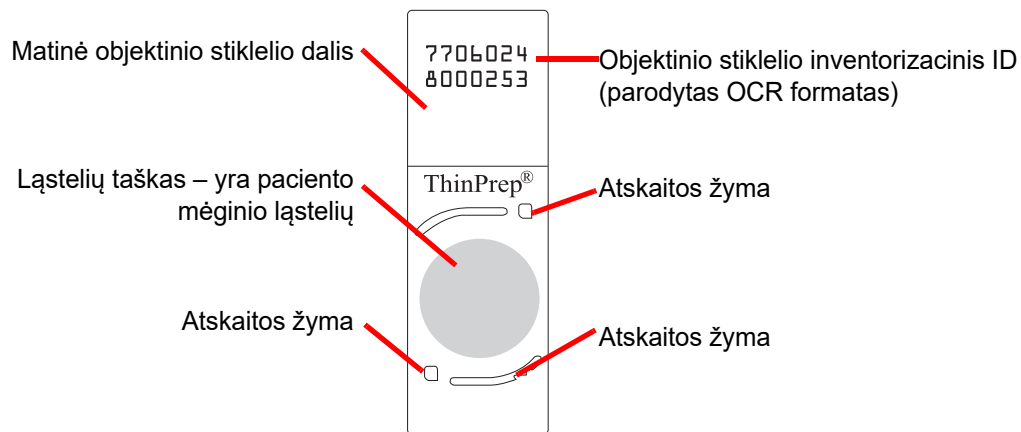 Matinė objektinio stiklelio dalis
7706024
8000253
Objektinio stiklelio inventorizacinis ID
(parodytas OCR formatas)
Ląstelių taškas – yra paciento
mėginio ląstelių
ThinPrep®
Atskaitos žyma
Atskaitos žyma
Atskaitos žyma